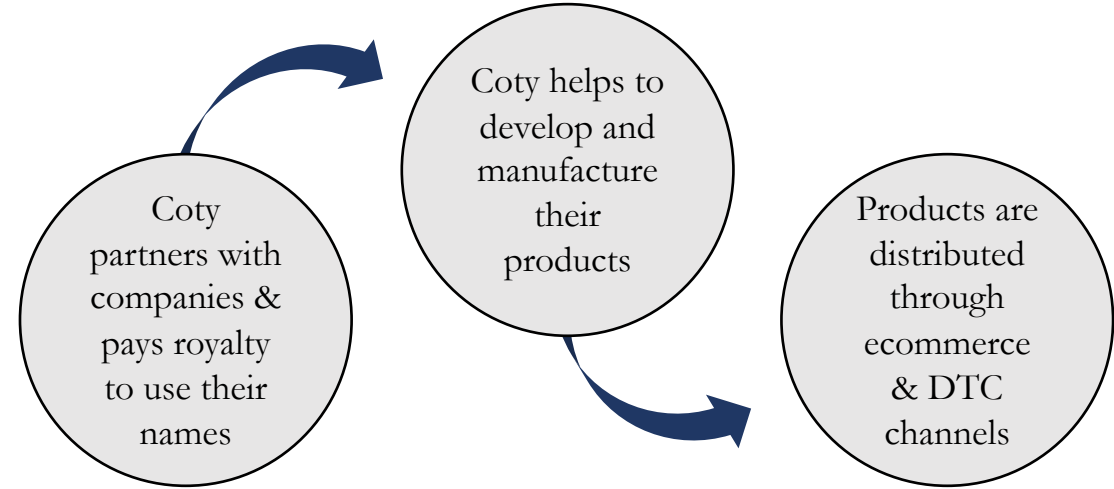 Coty
partners with
companies &
pays royalty
to use their
names
Coty helps to
develop and
manufacture
their
products
Products are
distributed
through
ecommerce
& DTC
channels